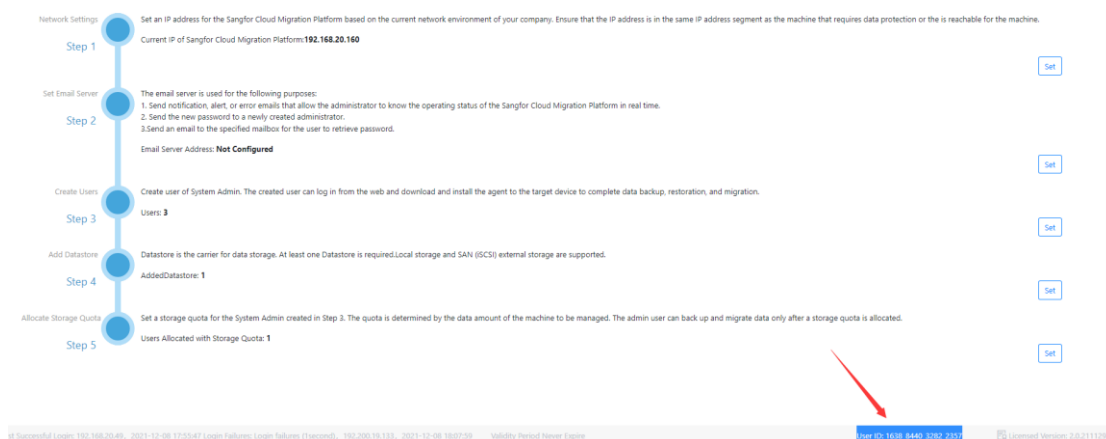 Network Settings
Step 1
Set an IP address for the Sangfor Cloud Migration Platform based on the current network environment of your company. Ensure that the IP address is in the same IP address segment as the machine that requires data protection or the is reachable for the machine.
Current IP of Sangfor Cloud Migration Platform:192.168.20.160
Set
Set Email Server
Step 2
The email server is used for the following purposes:
1. Send notification, alert, or error emails that allow the administrator to know the operating status of the Sangfor Cloud Migration Platform in real time.
2. Send the new password to a newly created administrator.
3.Send an email to the specified mailbox for the user to retrieve password.
Email Server Address: Not Configured
Set
Create Users
Step 3
Create user of System Admin. The created user can log in from the web and download and install the agent to the target device to complete data backup, restoration, and migration.
Users: 3
Set
Add Datastore
Step 4
Datastore is the carrier for data storage. At least one Datastore is required.Local storage and SAN (iSCSI) external storage are supported.
AddedDatastore: 1
Set
Allocate Storage Quota
Step 5
Set a storage quota for the System Admin created in Step 3. The quota is determined by the data amount of the machine to be managed. The admin user can back up and migrate data only after a storage quota is allocated.
Users Allocated with Storage Quota: 1
Set
st Successful Login: 192.168.20.49, 2021-12-08 17:55:47 Login Failures: Login failures (1second), 192.200.19.133, 2021-12-08 18:07:59 Validity Period Never Expire User ID: 1638 8440 3282 2357 Licensed Version: 2.0.211128